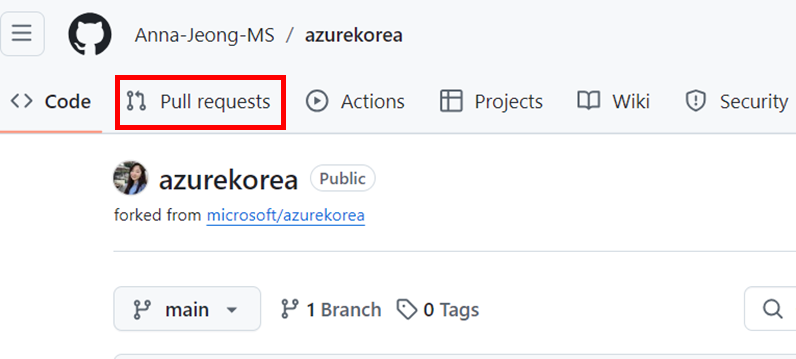 Anna-Jeong-MS / azurekorea
Code Pull requests Actions Projects Wiki Security
azurekorea Public
forked from microsoft/azurekorea
main 1 Branch 0 Tags